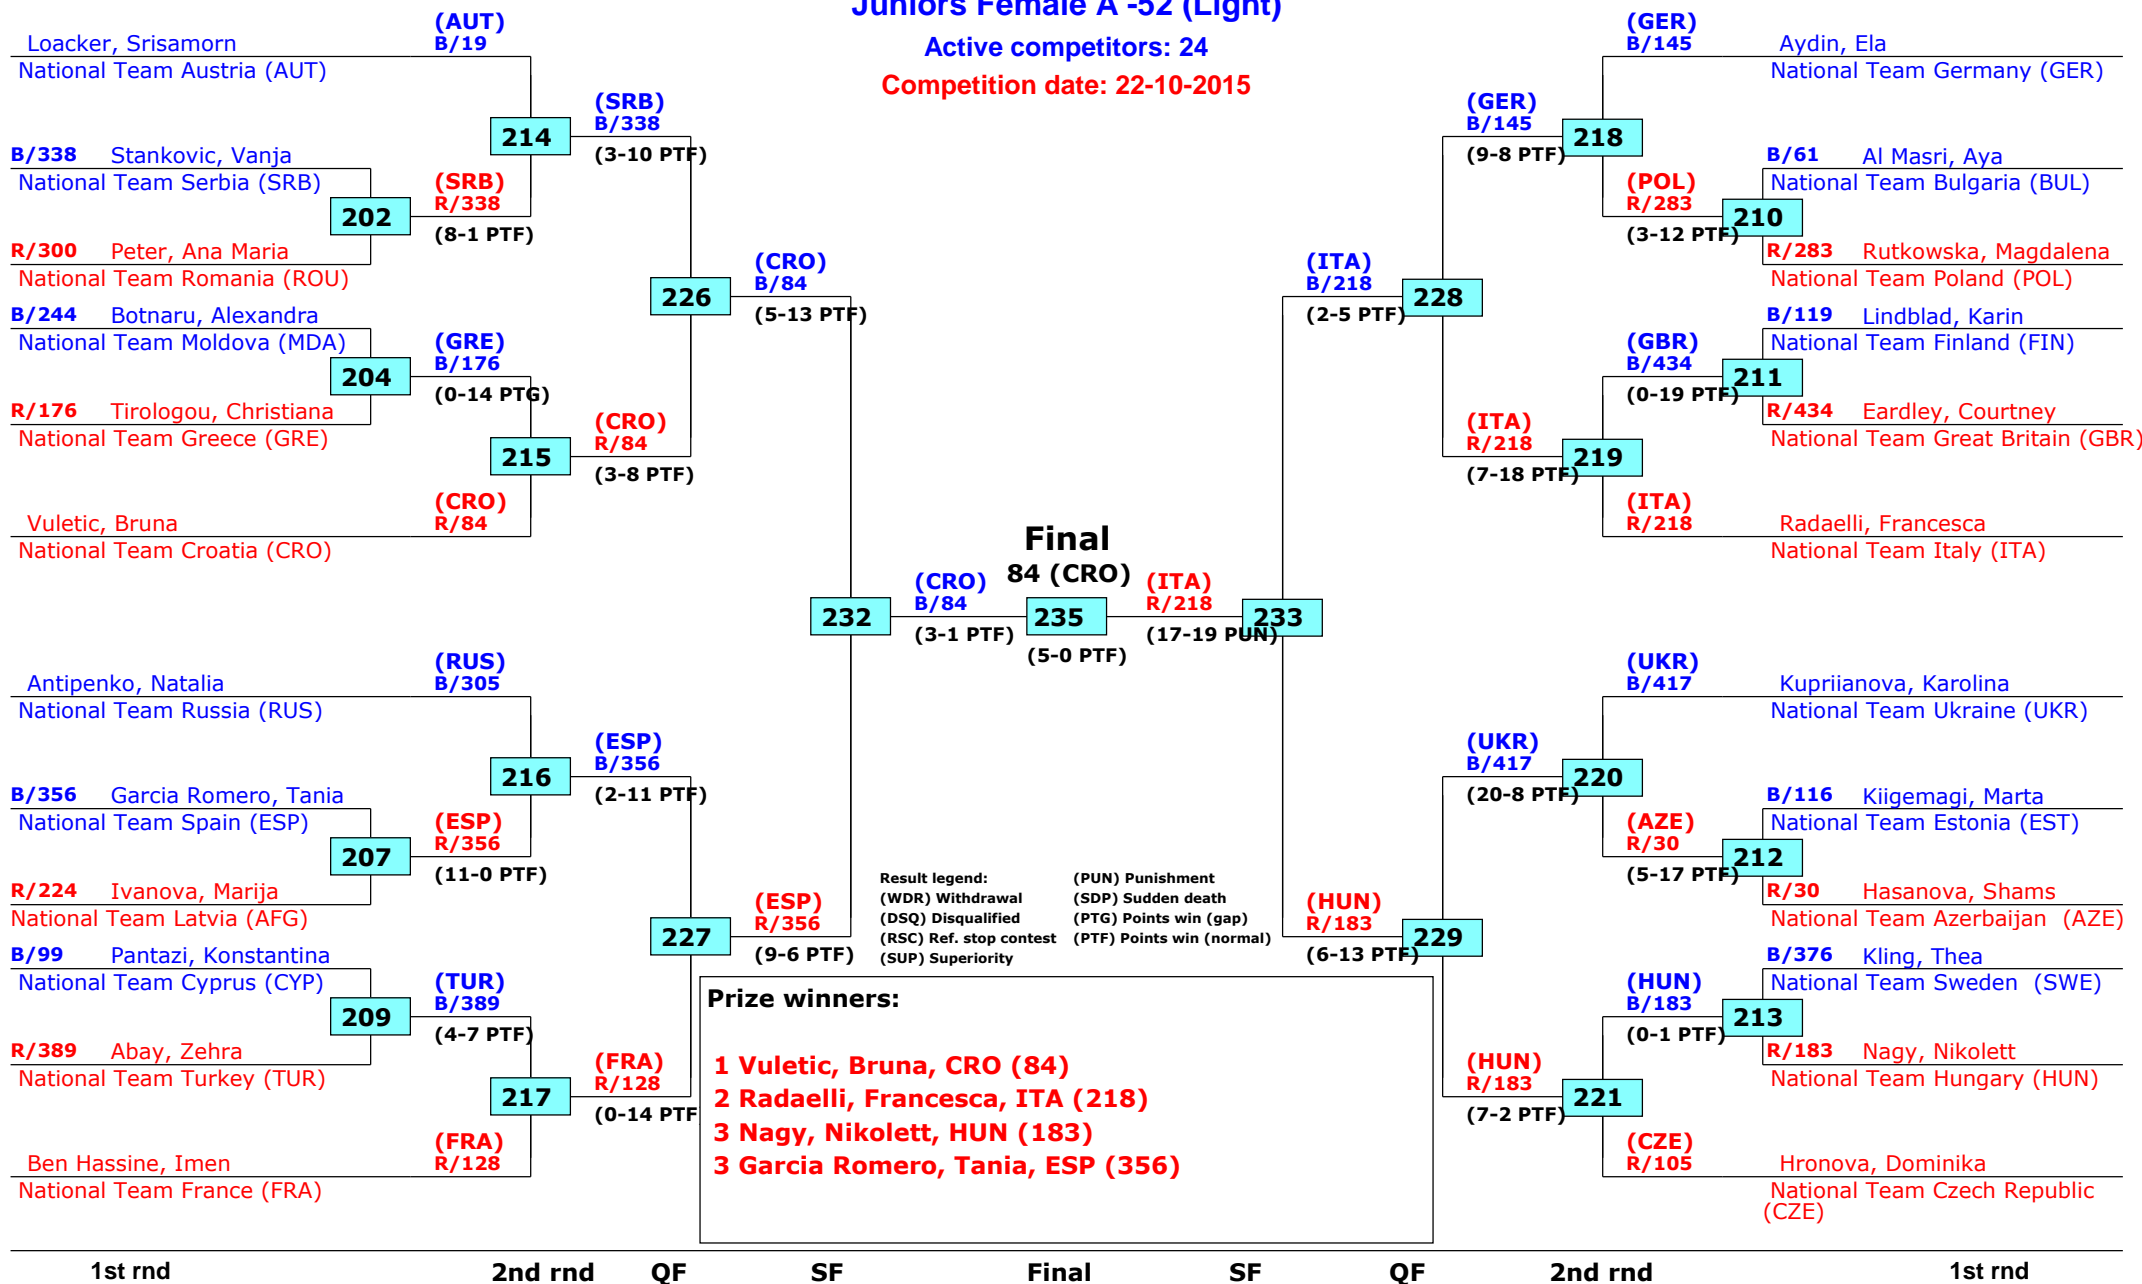 Juniors Female A -52 (Light)
Active competitors: 24
Competition date: 22-10-2015
Loacker, Srisamorn
National Team Austria (AUT)
(AUT)
B/19
B/338 Stankovic, Vanja
National Team Serbia (SRB)
R/300 Peter, Ana Maria
National Team Romania (ROU)
202
(SRB)
R/338
(8-1 PTF)
214
(SRB)
B/338
(3-10 PTF)
B/244 Botnaru, Alexandra
National Team Moldova (MDA)
R/176 Tirologou, Christiana
National Team Greece (GRE)
204
(GRE)
B/176
(0-14 PTG)
Vuletic, Bruna
National Team Croatia (CRO)
(CRO)
R/84
215
(CRO)
R/84
(3-8 PTF)
226
(CRO)
B/84
(5-13 PTF)
Antipenko, Natalia
National Team Russia (RUS)
(RUS)
B/305
B/356 Garcia Romero, Tania
National Team Spain (ESP)
R/224 Ivanova, Marija
National Team Latvia (AFG)
207
(ESP)
R/356
(11-0 PTF)
216
(ESP)
B/356
(2-11 PTF)
B/99 Pantazi, Konstantina
National Team Cyprus (CYP)
R/389 Abay, Zehra
National Team Turkey (TUR)
209
(TUR)
B/389
(4-7 PTF)
Ben Hassine, Imen
National Team France (FRA)
(FRA)
R/128
217
(FRA)
R/128
(0-14 PTF
227
(ESP)
R/356
(9-6 PTF)
232
(CRO)
B/84
(3-1 PTF)
Final
84 (CRO)
235
(5-0 PTF)
(ITA)
R/218
(17-19 PUN)
233
(GER)
B/145
Aydin, Ela
National Team Germany (GER)
B/61 Al Masri, Aya
National Team Bulgaria (BUL)
R/283 Rutkowska, Magdalena
National Team Poland (POL)
210
(POL)
R/283
(3-12 PTF)
218
(GER)
B/145
(9-8 PTF)
B/119 Lindblad, Karin
National Team Finland (FIN)
R/434 Eardley, Courtney
National Team Great Britain (GBR)
211
(GBR)
B/434
(0-19 PTF)
(ITA)
R/218
Radaelli, Francesca
National Team Italy (ITA)
219
(ITA)
R/218
(7-18 PTF)
228
(ITA)
B/218
(2-5 PTF)
(UKR)
B/417
Kupriianova, Karolina
National Team Ukraine (UKR)
B/116 Kiigemagi, Marta
National Team Estonia (EST)
R/30 Hasanova, Shams
National Team Azerbaijan (AZE)
212
(AZE)
R/30
(5-17 PTF)
220
(UKR)
B/417
(20-8 PTF)
B/376 Kling, Thea
National Team Sweden (SWE)
R/183 Nagy, Nikolett
National Team Hungary (HUN)
213
(HUN)
B/183
(0-1 PTF)
(CZE)
R/105
Hronova, Dominika
National Team Czech Republic
(CZE)
221
(HUN)
R/183
(7-2 PTF)
229
(HUN)
R/183
(6-13 PTF)
Result legend: (PUN) Punishment
(WDR) Withdrawal (SDP) Sudden death
(DSQ) Disqualified (PTG) Points win (gap)
(RSC) Ref. stop contest (PTF) Points win (normal)
(SUP) Superiority
Prize winners:
1 Vuletic, Bruna, CRO (84)
2 Radaelli, Francesca, ITA (218)
3 Nagy, Nikolett, HUN (183)
3 Garcia Romero, Tania, ESP (356)
1st rnd 2nd rnd QF SF Final SF QF 2nd rnd 1st rnd